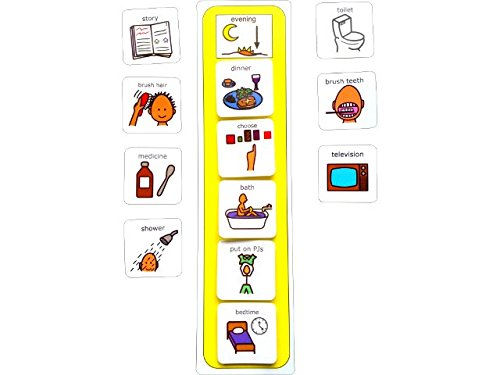 story
brush hair
medicine
shower
evening
dinner
choose
bath
put on PJs
bedtime
toilet
brush teeth
television